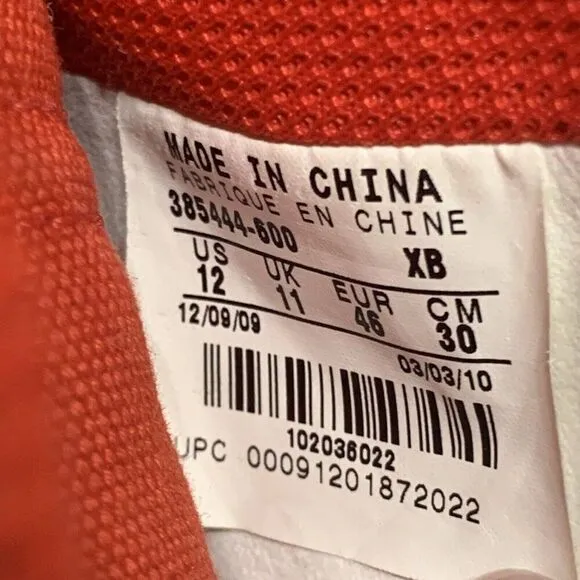 MADE IN CHINA
FABRIQUE EN CHINE
385444-600 XB
US UK EUR CM
12 11 46 30
12/09/09 03/03/10
102036022
UPC 00091201872022